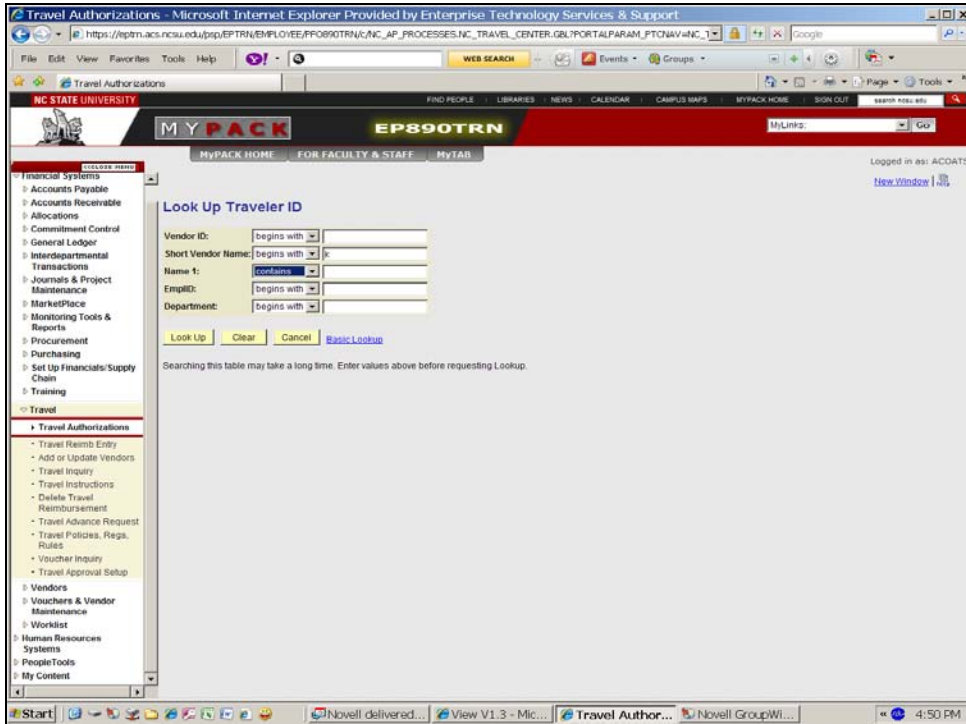 Travel Authorizations - Microsoft Internet Explorer Provided by Enterprise Technology Services & Support
https://eptrn.acs.ncsu.edu/psp/EPTRN/EMPLOYEE/PFO890TRN/c/NC_AP_PROCESSES.NC_TRAVEL_CENTER.GBL?PORTALPARAM_PTCNAV=NC_T
Google
File Edit View Favorites Tools Help
WEB SEARCH
Events
Groups
Travel Authorizations
Page
Tools
NC STATE UNIVERSITY
FIND PEOPLE | LIBRARIES | NEWS | CALENDAR | CAMPUS MAPS | MYPACK HOME | SIGN OUT
search ncsu.edu
MYPACK
EP890TRN
MyLinks:
Go
MyPACK HOME FOR FACULTY & STAFF MyTAB
Logged in as: ACOATS
New Window
CLOSE MENU
Financial Systems
Accounts Payable
Accounts Receivable
Allocations
Commitment Control
General Ledger
Interdepartmental
Transactions
Journals & Project
Maintenance
MarketPlace
Monitoring Tools &
Reports
Procurement
Purchasing
Set Up Financials/Supply
Chain
Training
Travel
Travel Authorizations
Travel Reimb Entry
Add or Update Vendors
Travel Inquiry
Travel Instructions
Delete Travel
Reimbursement
Travel Advance Request
Travel Policies, Regs,
Rules
Voucher Inquiry
Travel Approval Setup
Vendors
Vouchers & Vendor
Maintenance
Worklist
Human Resources
Systems
PeopleTools
My Content
Look Up Traveler ID
Vendor ID: begins with
Short Vendor Name: begins with k
Name 1: contains
EmplID: begins with
Department: begins with
Look Up Clear Cancel Basic Lookup
Searching this table may take a long time. Enter values above before requesting Lookup.
Start
Novell delivered...
View V1.3 - Mic...
Travel Author...
Novell GroupWi...
4:50 PM